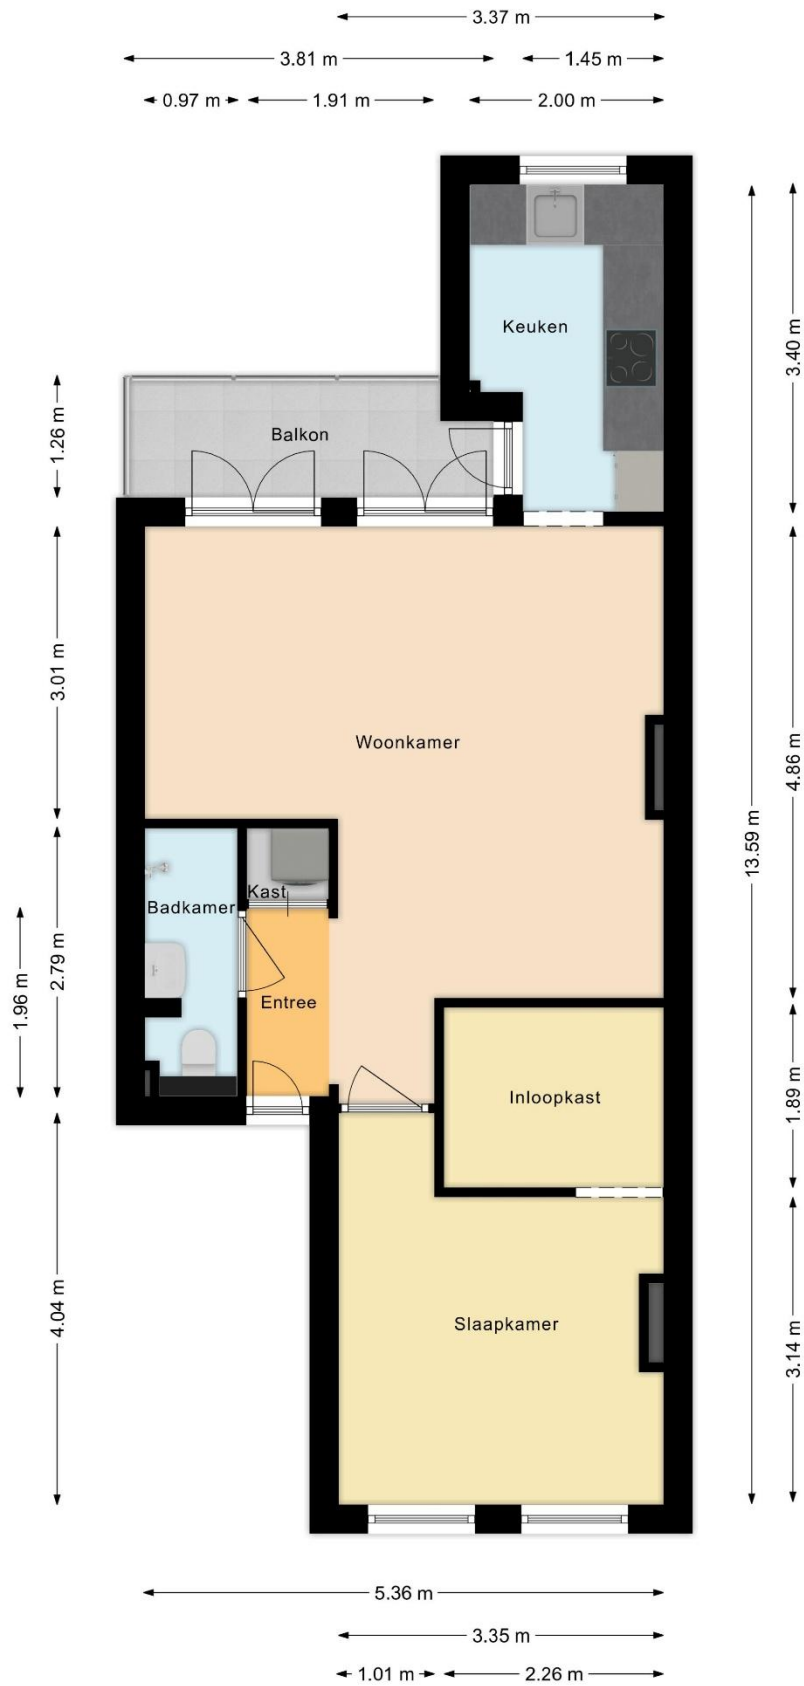 3.37 m
3.81 m
1.45 m
0.97 m
1.91 m
2.00 m
Keuken
3.40 m
1.26 m
Balkon
3.01 m
Woonkamer
4.86 m
13.59 m
Kast
Badkamer
2.79 m
1.96 m
Entree
Inloopkast
1.89 m
4.04 m
Slaapkamer
3.14 m
5.36 m
3.35 m
1.01 m
2.26 m